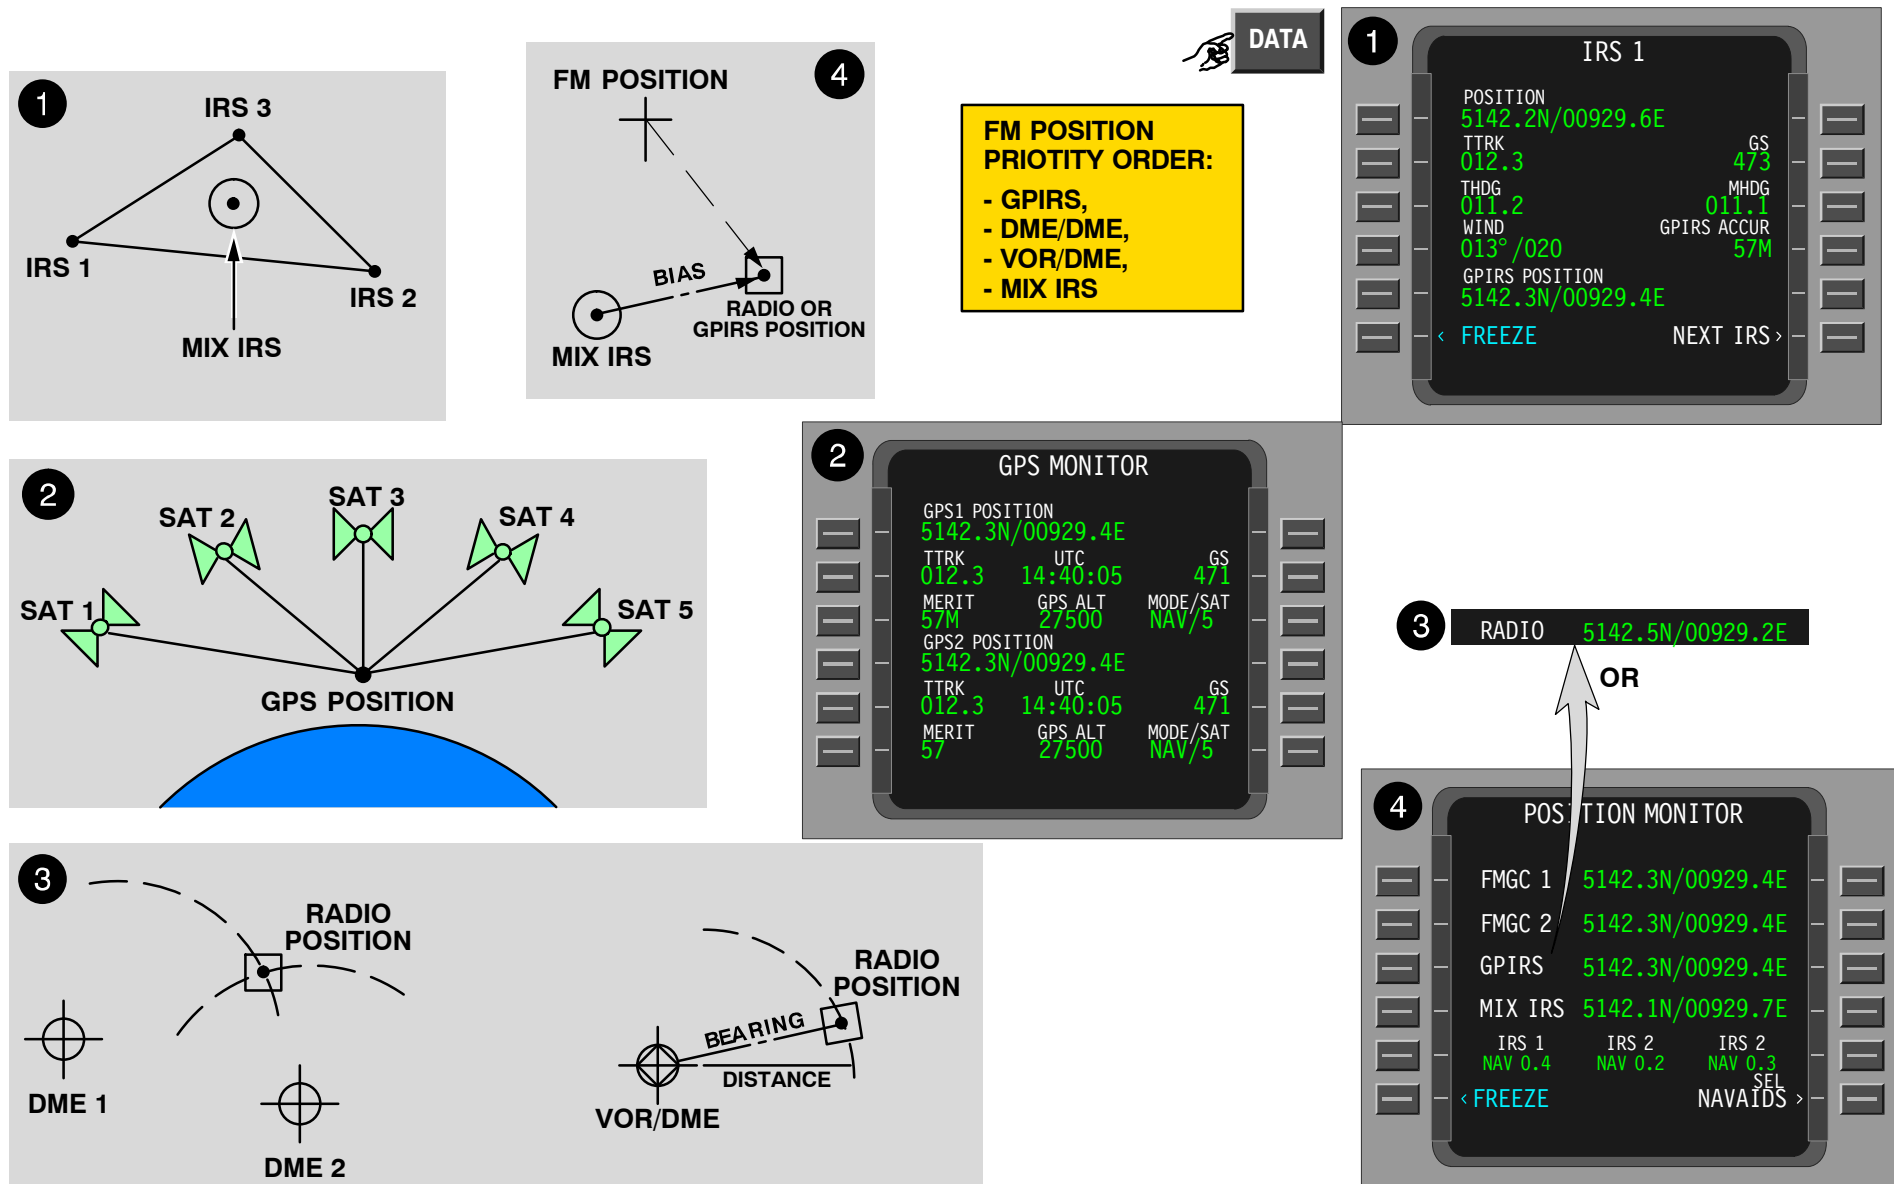 1
IRS 3
IRS 1
IRS 2
MIX IRS
4
FM POSITION
BIAS
RADIO OR
GPIRS POSITION
MIX IRS
DATA
FM POSITION
PRIOTITY ORDER:
- GPIRS,
- DME/DME,
- VOR/DME,
- MIX IRS
1
IRS 1
POSITION
5142.2N/00929.6E
TTRK GS
012.3 473
THDG MHDG
011.2 011.1
WIND GPIRS ACCUR
013°/020 57M
GPIRS POSITION
5142.3N/00929.4E
< FREEZE NEXT IRS >
2
SAT 1
SAT 2
SAT 3
SAT 4
SAT 5
GPS POSITION
2
GPS MONITOR
GPS1 POSITION
5142.3N/00929.4E
TTRK UTC GS
012.3 14:40:05 471
MERIT GPS ALT MODE/SAT
57M 27500 NAV/5
GPS2 POSITION
5142.3N/00929.4E
TTRK UTC GS
012.3 14:40:05 471
MERIT GPS ALT MODE/SAT
57 27500 NAV/5
3
RADIO
POSITION
DME 1
DME 2
RADIO
POSITION
BEARING
DISTANCE
VOR/DME
3
RADIO 5142.5N/00929.2E
OR
4
POSITION MONITOR
FMGC 1 5142.3N/00929.4E
FMGC 2 5142.3N/00929.4E
GPIRS 5142.3N/00929.4E
MIX IRS 5142.1N/00929.7E
IRS 1 IRS 2 IRS 2
NAV 0.4 NAV 0.2 NAV 0.3
SEL
< FREEZE NAVAIDS >